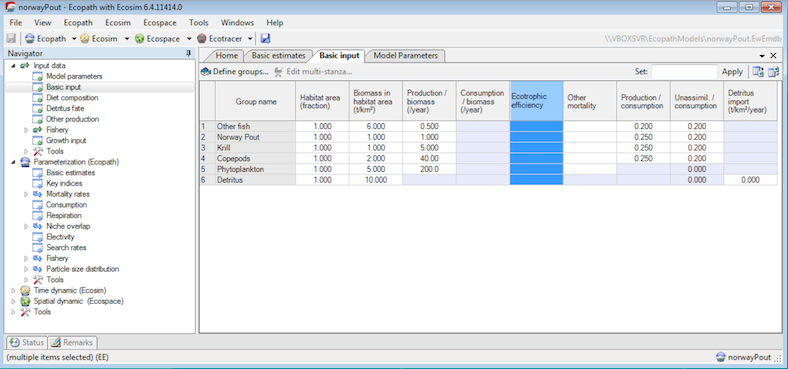 norwayPout - Ecopath with Ecosim 6.4.11414.0
File View Ecopath Ecosim Ecospace Tools Windows Help
Ecopath Ecosim Ecospace Ecotracer \\VBOXSVR\EcopathModels\norwayPout.EwEmdb
Navigator
Input data
Model parameters
Basic input
Diet composition
Detritus fate
Other production
Fishery
Growth input
Tools
Parameterization (Ecopath)
Basic estimates
Key indices
Mortality rates
Consumption
Respiration
Niche overlap
Electivity
Search rates
Fishery
Particle size distribution
Tools
Time dynamic (Ecosim)
Spatial dynamic (Ecospace)
Tools
Home Basic estimates Basic input Model Parameters
Define groups... Edit multi-stanza... Set: Apply
Group name Habitat area (fraction) Biomass in habitat area (t/km²) Production / biomass (/year) Consumption / biomass (/year) Ecotrophic efficiency Other mortality Production / consumption Unassimil. / consumption Detritus import (t/km²/year)
1 Other fish 1.000 6.000 0.500 0.200 0.200
2 Norway Pout 1.000 1.000 1.000 0.250 0.200
3 Krill 1.000 1.000 5.000 0.250 0.200
4 Copepods 1.000 2.000 40.00 0.250 0.200
5 Phytoplankton 1.000 5.000 200.0 0.000
6 Detritus 10.000 0.000 0.000
Status Remarks
(multiple items selected) (EE) norwayPout